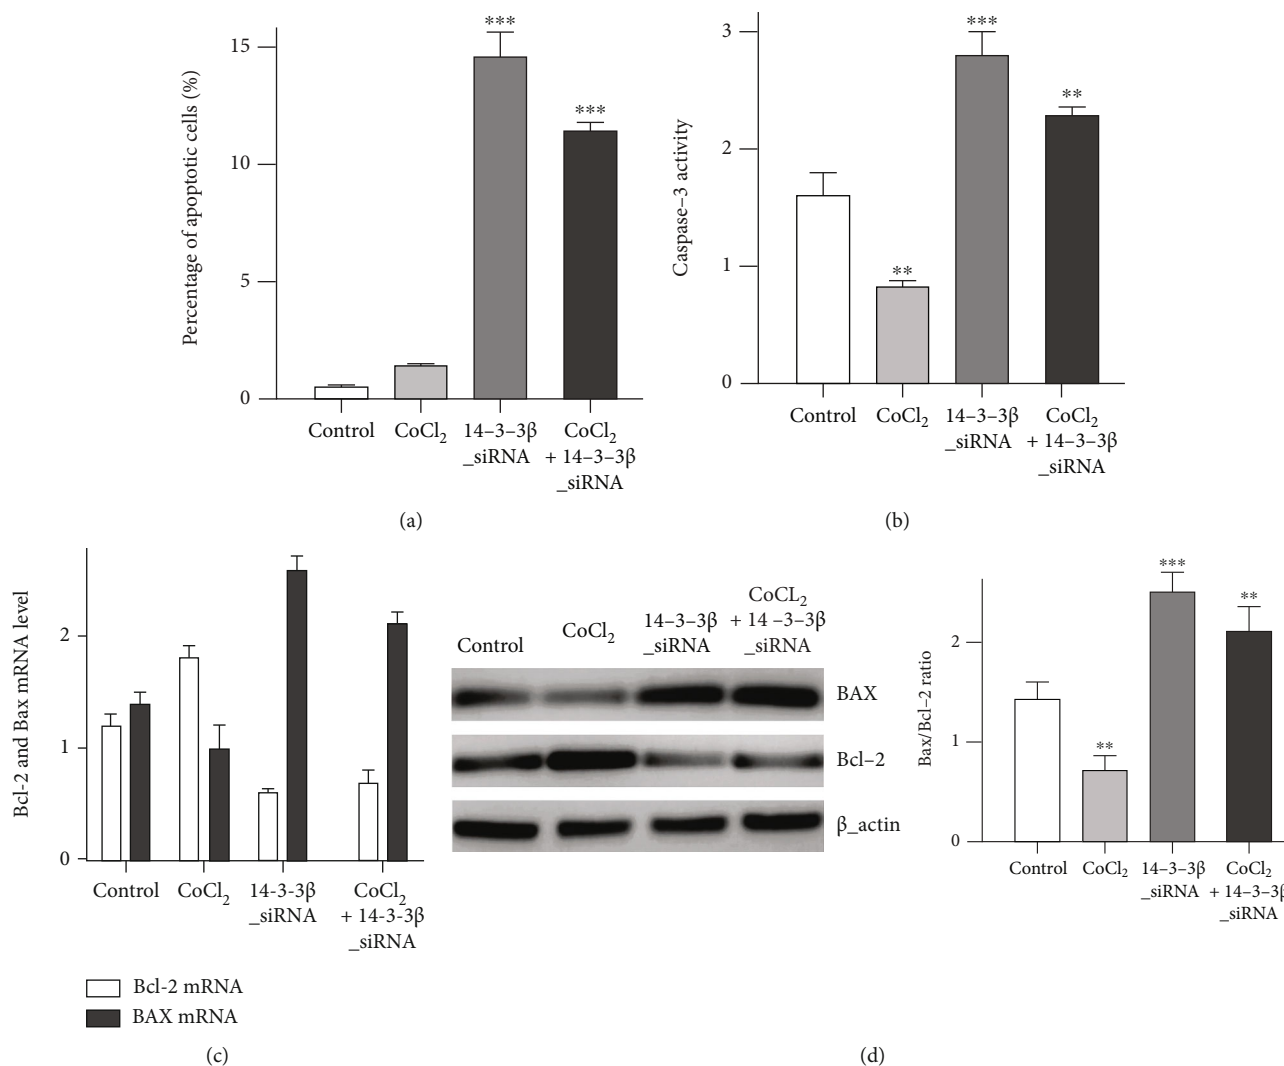 Percentage of apoptotic cells (%)
15
10
5
0
***
***
Control
CoCl2
14–3–3β
_siRNA
CoCl2
+ 14–3–3β
_siRNA
(a)
Caspase–3 activity
3
2
1
0
**
***
**
Control
CoCl2
14–3–3β
_siRNA
CoCl2
+ 14–3–3β
_siRNA
(b)
Bcl-2 and Bax mRNA level
2
1
0
Control
CoCl2
14-3-3β
_siRNA
CoCl2
+ 14-3-3β
_siRNA
Bcl-2 mRNA
BAX mRNA
(c)
Control
CoCl2
14–3–3β
_siRNA
CoCL2
+ 14 –3–3β
_siRNA
BAX
Bcl–2
β_actin
Bax/Bcl–2 ratio
2
1
0
**
***
**
Control
CoCl2
14–3–3β
_siRNA
CoCl2
+ 14–3–3β
_siRNA
(d)